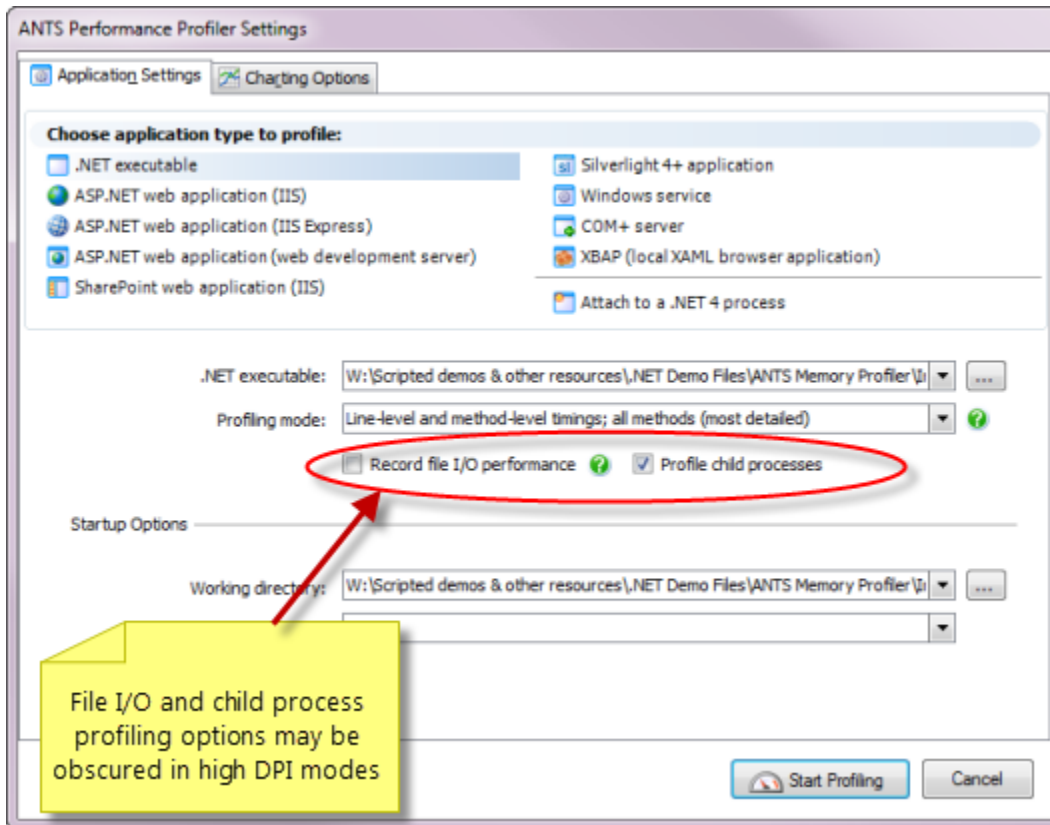 ANTS Performance Profiler Settings
Application Settings
Charting Options
Choose application type to profile:
.NET executable
ASP.NET web application (IIS)
ASP.NET web application (IIS Express)
ASP.NET web application (web development server)
SharePoint web application (IIS)
Silverlight 4+ application
Windows service
COM+ server
XBAP (local XAML browser application)
Attach to a .NET 4 process
.NET executable: W:\Scripted demos & other resources\.NET Demo Files\ANTS Memory Profiler\ ...
Profiling mode: Line-level and method-level timings; all methods (most detailed) ?
Record file I/O performance ? Profile child processes
Startup Options
Working directory: W:\Scripted demos & other resources\.NET Demo Files\ANTS Memory Profiler\ ...
File I/O and child process
profiling options may be
obscured in high DPI modes
Start Profiling
Cancel